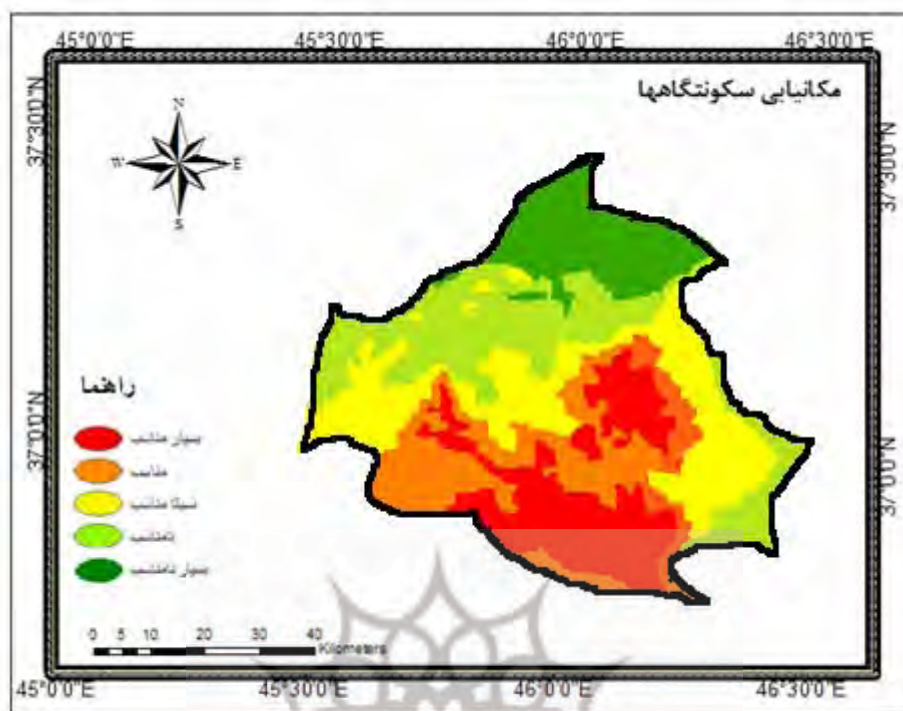 45°0'0"E 45°30'0"E 46°0'0"E 46°30'0"E
مکانیابی سکونتگاهها
37°30'0"N
37°30'0"N
N
W E
S
راهنما
بسیار مناسب
مناسب
نسبتا مناسب
نامناسب
بسیار نامناسب
37°0'0"N
37°0'0"N
0 5 10 20 30 40
Kilometers
45°0'0"E 45°30'0"E 46°0'0"E 46°30'0"E